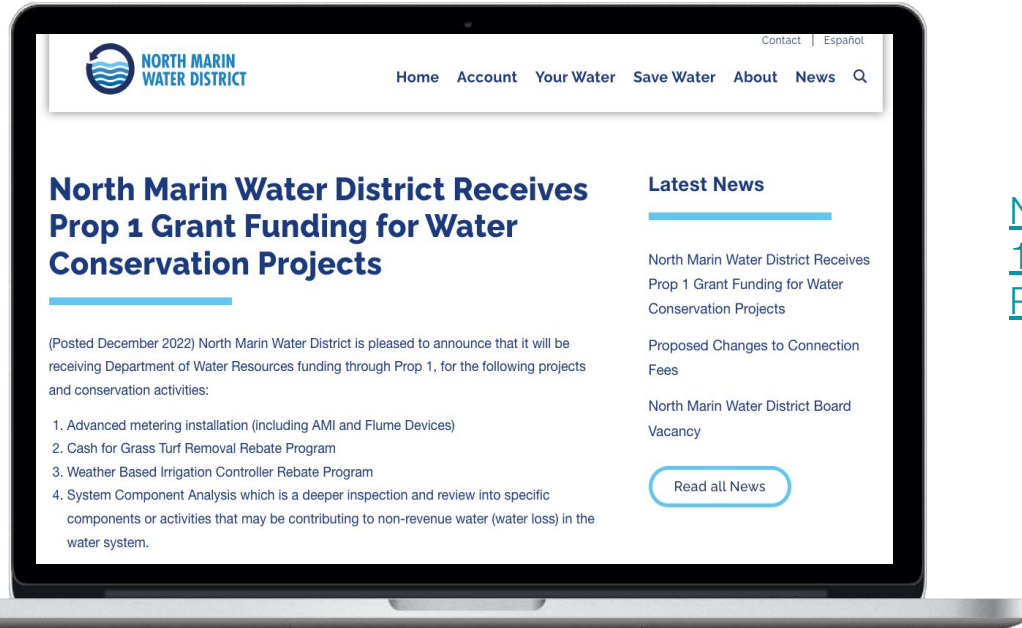 Contact | Español
NORTH MARIN
WATER DISTRICT
Home Account Your Water Save Water About News
North Marin Water District Receives
Prop 1 Grant Funding for Water
Conservation Projects
(Posted December 2022) North Marin Water District is pleased to announce that it will be
receiving Department of Water Resources funding through Prop 1, for the following projects
and conservation activities:
1. Advanced metering installation (including AMI and Flume Devices)
2. Cash for Grass Turf Removal Rebate Program
3. Weather Based Irrigation Controller Rebate Program
4. System Component Analysis which is a deeper inspection and review into specific
components or activities that may be contributing to non-revenue water (water loss) in the
water system.
Latest News
North Marin Water District Receives
Prop 1 Grant Funding for Water
Conservation Projects
Proposed Changes to Connection
Fees
North Marin Water District Board
Vacancy
Read all News